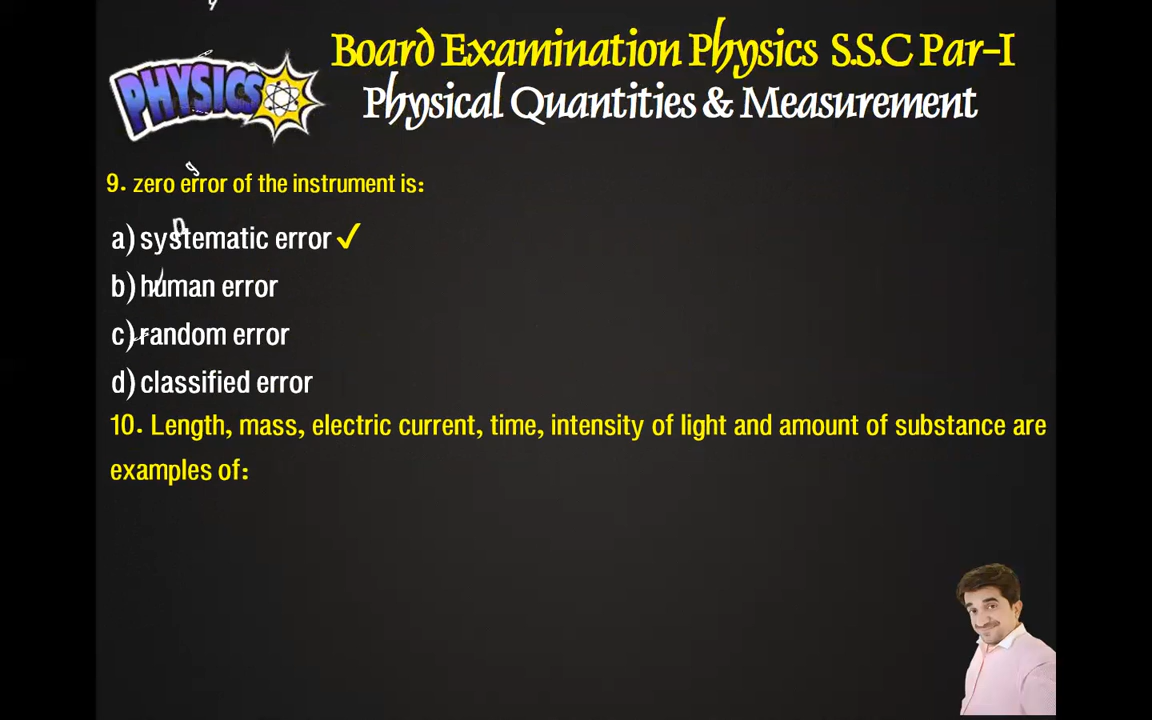 Board Examination Physics S.S.C Par-I
PHYSICS
Physical Quantities & Measurement
9. zero error of the instrument is:
a) systematic error ✓
b) human error
c) random error
d) classified error
10. Length, mass, electric current, time, intensity of light and amount of substance are
examples of: